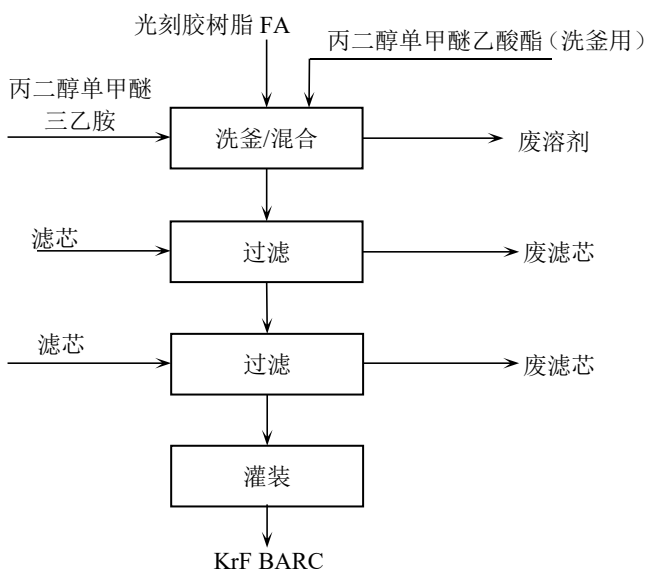 光刻胶树脂 FA
丙二醇单甲醚乙酸酯（洗釜用）
丙二醇单甲醚
三乙胺
洗釜/混合
废溶剂
滤芯
过滤
废滤芯
滤芯
过滤
废滤芯
灌装
KrF BARC